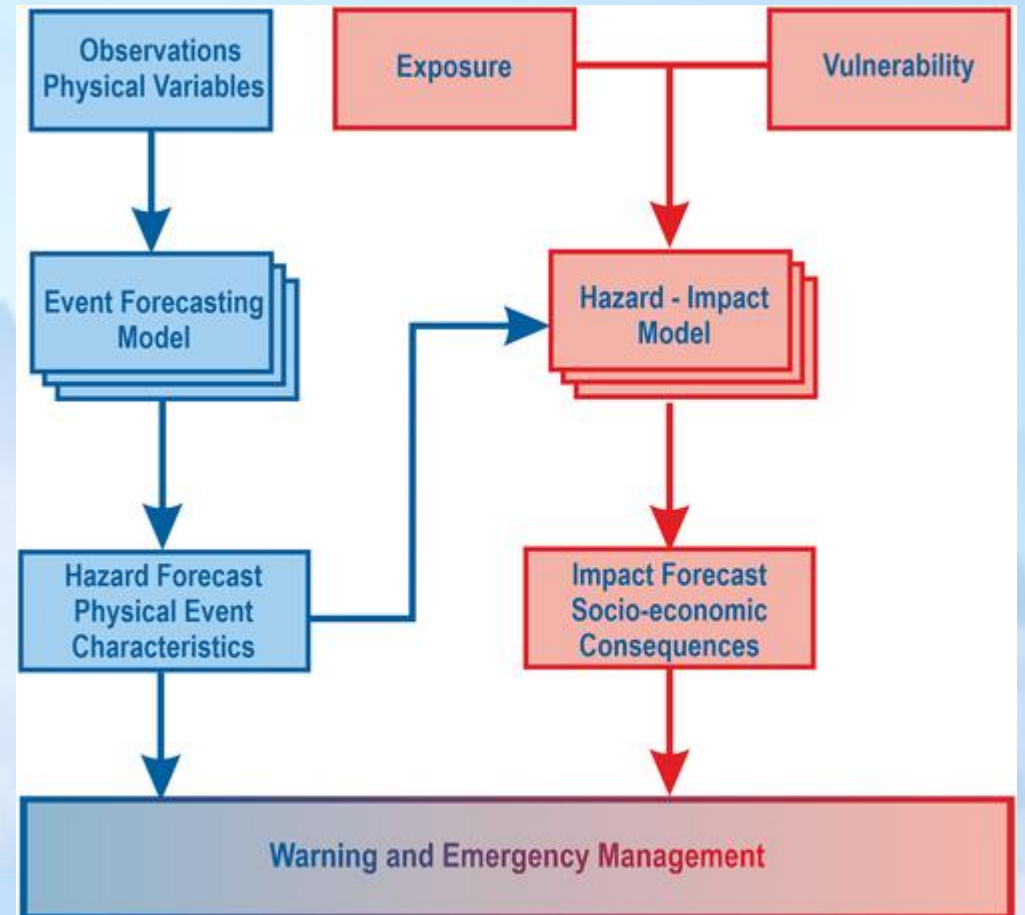 Observations
Physical Variables
Exposure
Vulnerability
Event Forecasting
Model
Hazard - Impact
Model
Hazard Forecast
Physical Event
Characteristics
Impact Forecast
Socio-economic
Consequences
Warning and Emergency Management